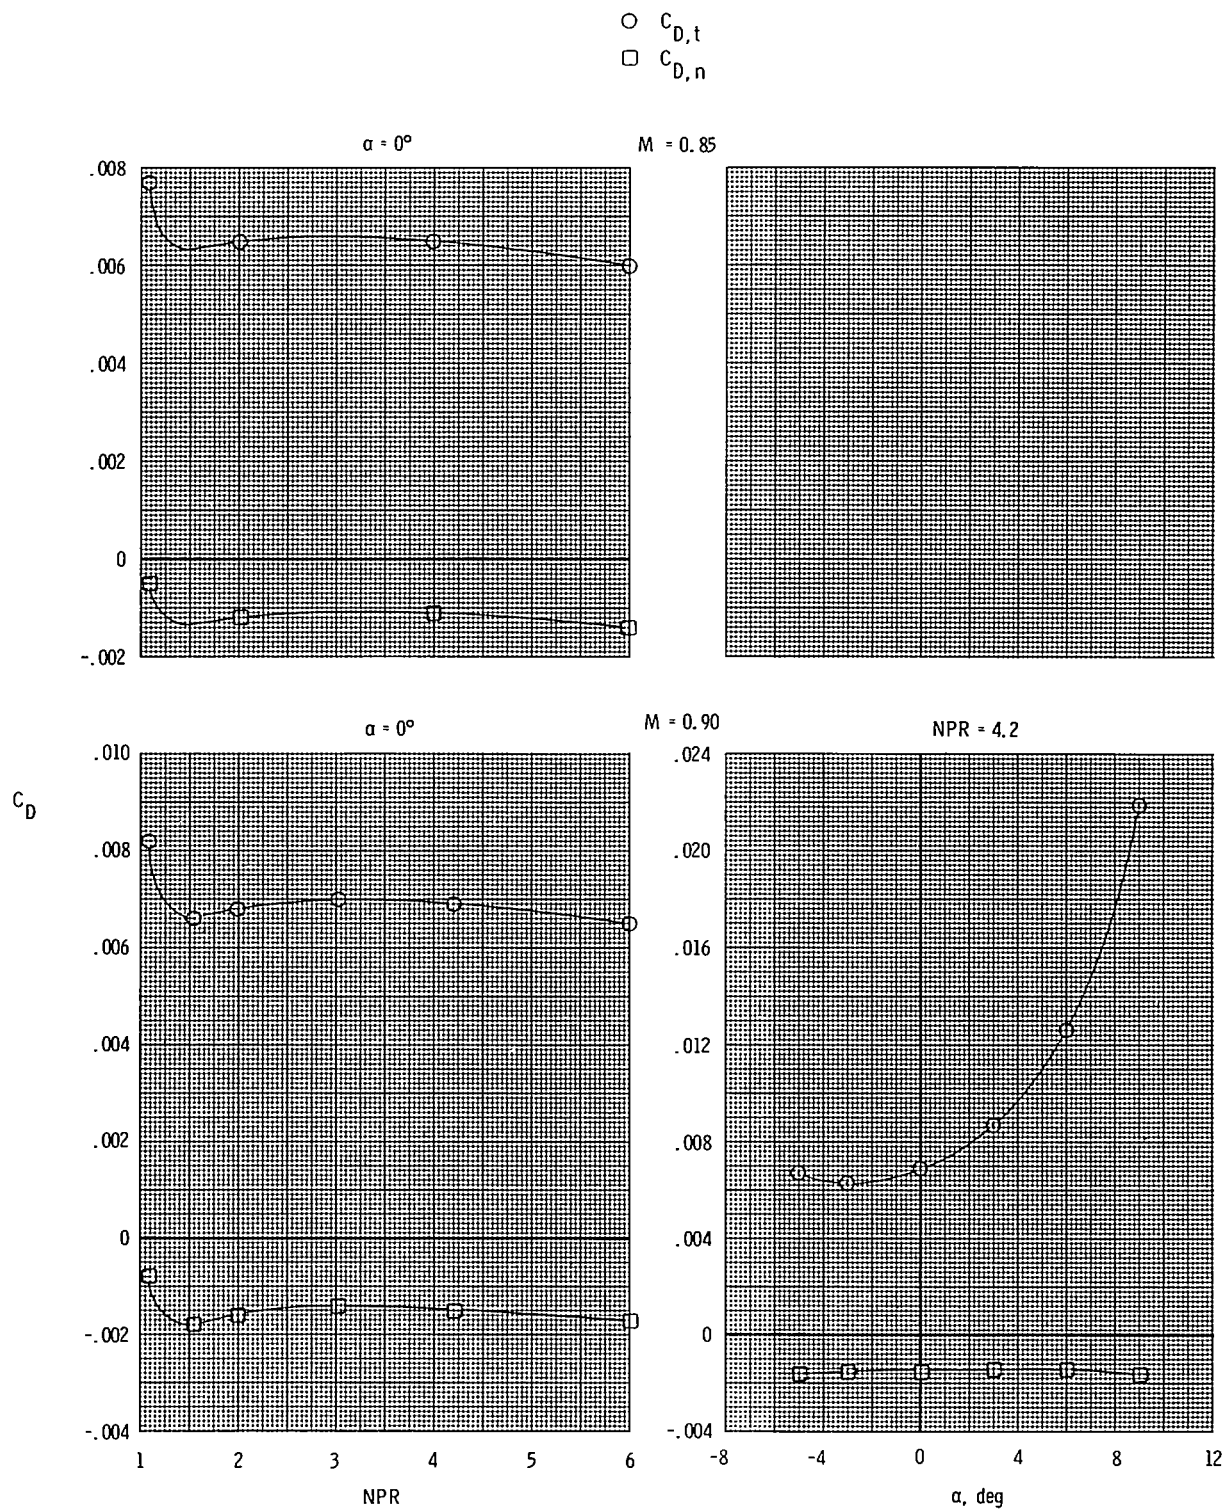 C_D,t
C_D,n
α = 0°
M = 0.85
.008
.006
.004
.002
0
-.002
α = 0°
M = 0.90
NPR = 4.2
C_D
.010
.008
.006
.004
.002
0
-.002
-.004
1 2 3 4 5 6
NPR
.024
.020
.016
.012
.008
.004
0
-.004
-8 -4 0 4 8 12
α, deg